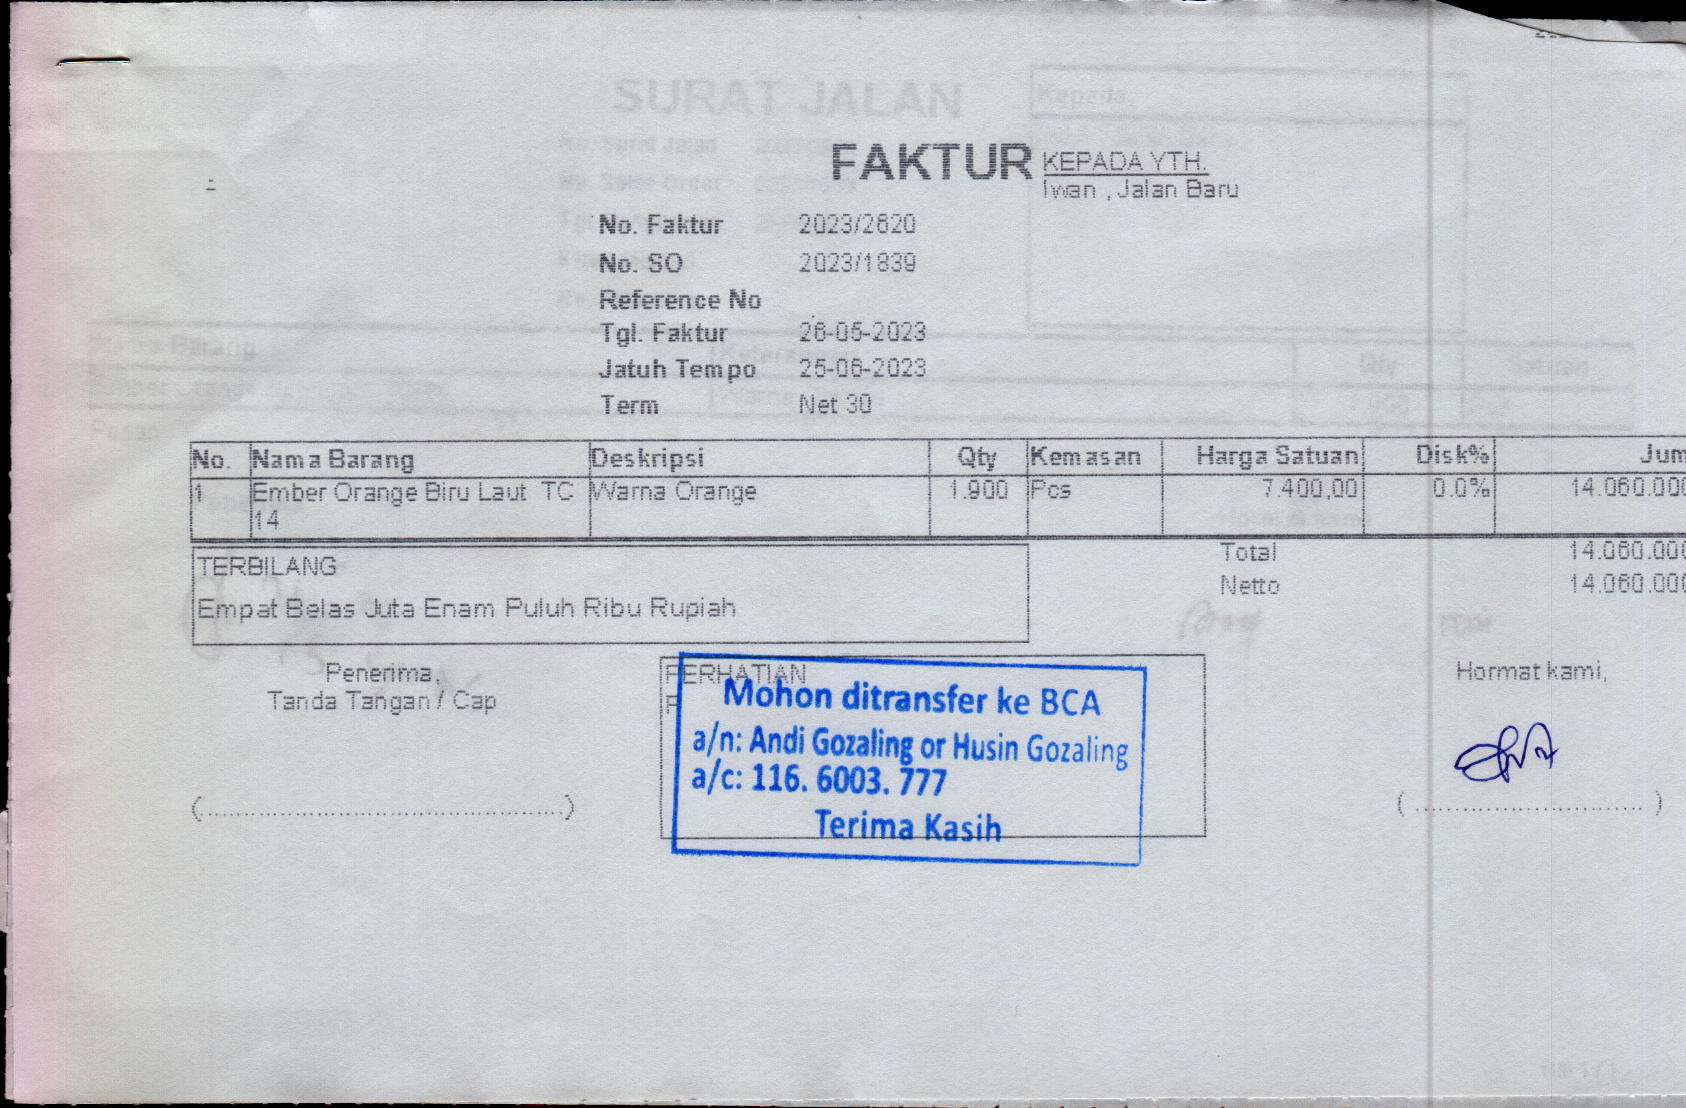 SURAT JALAN
Kepada
FAKTUR
KEPADA YTH.
Iwan , Jalan Baru
No. Faktur 2023/2620
No. SO 2023/1839
Reference No
Tgl. Faktur 26-05-2023
Jatuh Tempo 25-06-2023
Term Net 30
No. Nama Barang Deskripsi Qty Kemasan Harga Satuan Disk% Jum
1 Ember Orange Biru Laut TC Warna Orange 1.900 Pcs 7.400,00 0.0% 14.060.000
14
Total 14.060.000
Netto 14.060.000
TERBILANG
Empat Belas Juta Enam Puluh Ribu Rupiah
Penerima,
Tanda Tangan / Cap
PERHATIAN
Mohon ditransfer ke BCA
a/n: Andi Gozaling or Husin Gozaling
a/c: 116. 6003. 777
Terima Kasih
Hormat kami,